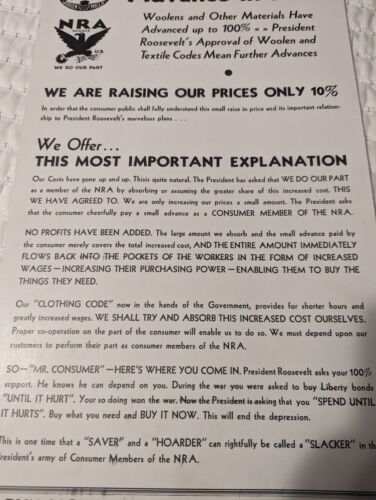 NRA
MEMBER
U.S.
WE DO OUR PART
Woolens and Other Materials Have
Advanced up to 100% - - President
Roosevelt's Approval of Woolen and
Textile Codes Mean Further Advances
WE ARE RAISING OUR PRICES ONLY 10%
In order that the consumer public shall fully understand this small raise in price and its important relation-
ship to President Roosevelt's marvelous plans . . .
We Offer...
THIS MOST IMPORTANT EXPLANATION
Our Costs have gone up and up. Thisis quite natural. The President has asked that WE DO OUR PART
as a member of the NRA by absorbing or assuming the greater share of this increased cost, THIS
WE HAVE AGREED TO. We are only increasing our prices a small amount. The President asks
that the consumer cheerfully pay a small advance as a CONSUMER MEMBER OF THE N.R.A.
NO PROFITS HAVE BEEN ADDED. The large amount we absorb and the small advance paid by
the consumer merely covers the total increased cost, AND THE ENTIRE AMOUNT IMMEDIATELY
FLOWS BACK INTO THE POCKETS OF THE WORKERS IN THE FORM OF INCREASED
WAGES—INCREASING THEIR PURCHASING POWER—ENABLING THEM TO BUY THE
THINGS THEY NEED.
Our "CLOTHING CODE" now in the hands of the Government, provides for shorter hours and
greatly increased wages. WE SHALL TRY AND ABSORB THIS INCREASED COST OURSELVES.
Proper co-operation on the part of the consumer will enable us to do so. We must depend upon our
customers to perform their part as consumer members of the NRA.
SO—"MR. CONSUMER"—HERE'S WHERE YOU COME IN. President Roosevelt asks your 100%
support. He knows he can depend on you. During the war you were asked to buy Liberty bonds
"UNTIL IT HURT". Your so doing won the war. Now the President is asking that you "SPEND UNTIL
IT HURTS". Buy what you need and BUY IT NOW. This will end the depression.
This is one time that a "SAVER" and a "HOARDER" can rightfully be called a "SLACKER" in the
President's army of Consumer Members of the N.R.A.